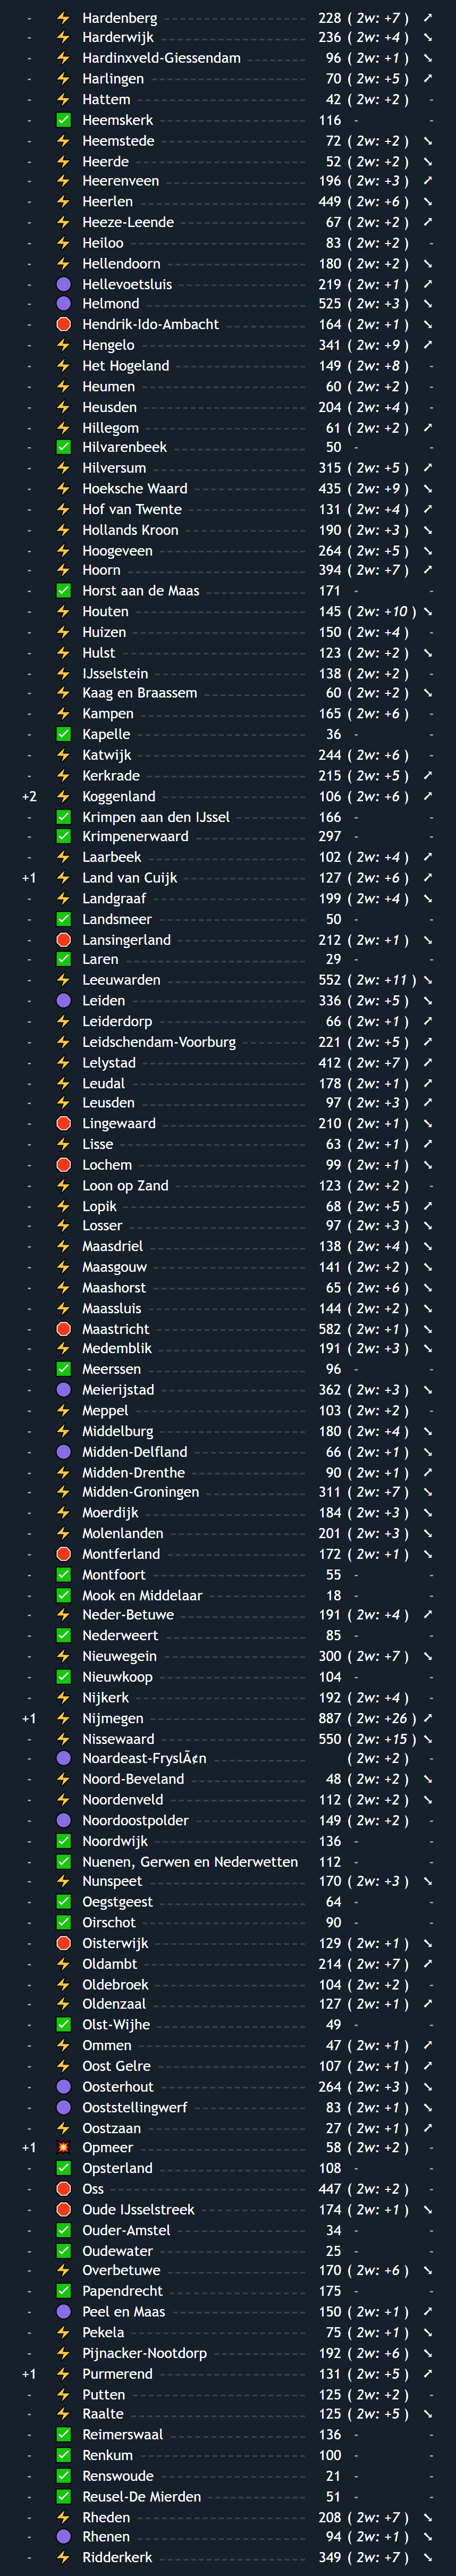 - ⚡ Hardenberg 228 ( 2w: +7 ) ↗
- ⚡ Harderwijk 236 ( 2w: +4 ) ↘
- ⚡ Hardinxveld-Giessendam 96 ( 2w: +1 ) ↘
- ⚡ Harlingen 70 ( 2w: +5 ) ↗
- ⚡ Hattem 42 ( 2w: +2 ) -
- ✅ Heemskerk 116 - -
- ⚡ Heemstede 72 ( 2w: +2 ) ↘
- ⚡ Heerde 52 ( 2w: +2 ) ↘
- ⚡ Heerenveen 196 ( 2w: +3 ) ↗
- ⚡ Heerlen 449 ( 2w: +6 ) ↘
- ⚡ Heeze-Leende 67 ( 2w: +2 ) ↗
- ⚡ Heiloo 83 ( 2w: +2 ) -
- ⚡ Hellendoorn 180 ( 2w: +2 ) ↘
- 🟣 Hellevoetsluis 219 ( 2w: +1 ) ↗
- 🟣 Helmond 525 ( 2w: +3 ) ↘
- 🛑 Hendrik-Ido-Ambacht 164 ( 2w: +1 ) ↘
- ⚡ Hengelo 341 ( 2w: +9 ) ↗
- ⚡ Het Hogeland 149 ( 2w: +8 ) -
- ⚡ Heumen 60 ( 2w: +2 ) -
- ⚡ Heusden 204 ( 2w: +4 ) -
- ⚡ Hillegom 61 ( 2w: +2 ) ↗
- ✅ Hilvarenbeek 50 - -
- ⚡ Hilversum 315 ( 2w: +5 ) ↗
- ⚡ Hoeksche Waard 435 ( 2w: +9 ) ↘
- ⚡ Hof van Twente 131 ( 2w: +4 ) ↗
- ⚡ Hollands Kroon 190 ( 2w: +3 ) ↘
- ⚡ Hoogeveen 264 ( 2w: +5 ) ↘
- ⚡ Hoorn 394 ( 2w: +7 ) ↗
- ✅ Horst aan de Maas 171 - -
- ⚡ Houten 145 ( 2w: +10 ) ↘
- ⚡ Huizen 150 ( 2w: +4 ) -
- ⚡ Hulst 123 ( 2w: +2 ) ↘
- ⚡ IJsselstein 138 ( 2w: +2 ) -
- ⚡ Kaag en Braassem 60 ( 2w: +2 ) ↘
- ⚡ Kampen 165 ( 2w: +6 ) -
- ✅ Kapelle 36 - -
- ⚡ Katwijk 244 ( 2w: +6 ) -
- ⚡ Kerkrade 215 ( 2w: +5 ) ↗
+2 ⚡ Koggenland 106 ( 2w: +6 ) ↗
- ✅ Krimpen aan den IJssel 166 - -
- ✅ Krimpenerwaard 297 - -
- ⚡ Laarbeek 102 ( 2w: +4 ) ↗
+1 ⚡ Land van Cuijk 127 ( 2w: +6 ) ↗
- ⚡ Landgraaf 199 ( 2w: +4 ) ↘
- ✅ Landsmeer 50 - -
- 🛑 Lansingerland 212 ( 2w: +1 ) ↘
- ✅ Laren 29 - -
- ⚡ Leeuwarden 552 ( 2w: +11 ) ↘
- 🟣 Leiden 336 ( 2w: +5 ) ↘
- ⚡ Leiderdorp 66 ( 2w: +1 ) ↗
- ⚡ Leidschendam-Voorburg 221 ( 2w: +5 ) ↗
- ⚡ Lelystad 412 ( 2w: +7 ) ↗
- ⚡ Leudal 178 ( 2w: +1 ) ↗
- ⚡ Leusden 97 ( 2w: +3 ) ↗
- 🛑 Lingewaard 210 ( 2w: +1 ) ↘
- ⚡ Lisse 63 ( 2w: +1 ) ↗
- 🛑 Lochem 99 ( 2w: +1 ) ↘
- ⚡ Loon op Zand 123 ( 2w: +2 ) -
- ⚡ Lopik 68 ( 2w: +5 ) ↗
- ⚡ Losser 97 ( 2w: +3 ) ↘
- ⚡ Maasdriel 138 ( 2w: +4 ) ↘
- ⚡ Maasgouw 141 ( 2w: +2 ) ↘
- ⚡ Maashorst 65 ( 2w: +6 ) ↘
- ⚡ Maassluis 144 ( 2w: +2 ) ↘
- 🛑 Maastricht 582 ( 2w: +1 ) ↘
- ⚡ Medemblik 191 ( 2w: +3 ) ↘
- ✅ Meerssen 96 - -
- 🟣 Meierijstad 362 ( 2w: +3 ) ↘
- ⚡ Meppel 103 ( 2w: +2 ) -
- ⚡ Middelburg 180 ( 2w: +4 ) ↘
- 🟣 Midden-Delfland 66 ( 2w: +1 ) ↘
- ⚡ Midden-Drenthe 90 ( 2w: +1 ) ↗
- ⚡ Midden-Groningen 311 ( 2w: +7 ) ↘
- ⚡ Moerdijk 184 ( 2w: +3 ) ↘
- ⚡ Molenlanden 201 ( 2w: +3 ) ↘
- 🛑 Montferland 172 ( 2w: +1 ) ↘
- ✅ Montfoort 55 - -
- ✅ Mook en Middelaar 18 - -
- ⚡ Neder-Betuwe 191 ( 2w: +4 ) ↗
- ✅ Nederweert 85 - -
- ⚡ Nieuwegein 300 ( 2w: +7 ) ↘
- ✅ Nieuwkoop 104 - -
- ⚡ Nijkerk 192 ( 2w: +4 ) -
+1 ⚡ Nijmegen 887 ( 2w: +26 ) ↗
- ⚡ Nissewaard 550 ( 2w: +15 ) ↘
- 🟣 Noardeast-FryslÃ¢n ( 2w: +2 ) -
- ⚡ Noord-Beveland 48 ( 2w: +2 ) ↘
- ⚡ Noordenveld 112 ( 2w: +2 ) ↘
- 🟣 Noordoostpolder 149 ( 2w: +2 ) -
- ✅ Noordwijk 136 - -
- ✅ Nuenen, Gerwen en Nederwetten 112 - -
- ⚡ Nunspeet 170 ( 2w: +3 ) ↘
- ✅ Oegstgeest 64 - -
- ✅ Oirschot 90 - -
- 🛑 Oisterwijk 129 ( 2w: +1 ) ↘
- ⚡ Oldambt 214 ( 2w: +7 ) ↗
- ⚡ Oldebroek 104 ( 2w: +2 ) -
- ⚡ Oldenzaal 127 ( 2w: +1 ) ↗
- ✅ Olst-Wijhe 49 - -
- ⚡ Ommen 47 ( 2w: +1 ) ↗
- ⚡ Oost Gelre 107 ( 2w: +1 ) ↗
- 🟣 Oosterhout 264 ( 2w: +3 ) ↘
- 🟣 Ooststellingwerf 83 ( 2w: +1 ) ↘
- ⚡ Oostzaan 27 ( 2w: +1 ) ↗
+1 💥 Opmeer 58 ( 2w: +2 ) -
- ✅ Opsterland 108 - -
- 🛑 Oss 447 ( 2w: +2 ) -
- 🛑 Oude IJsselstreek 174 ( 2w: +1 ) ↘
- ✅ Ouder-Amstel 34 - -
- ✅ Oudewater 25 - -
- ⚡ Overbetuwe 170 ( 2w: +6 ) ↘
- ✅ Papendrecht 175 - -
- 🟣 Peel en Maas 150 ( 2w: +1 ) ↗
- ⚡ Pekela 75 ( 2w: +1 ) ↘
- ⚡ Pijnacker-Nootdorp 192 ( 2w: +6 ) ↘
+1 ⚡ Purmerend 131 ( 2w: +5 ) ↗
- ⚡ Putten 125 ( 2w: +2 ) -
- ⚡ Raalte 125 ( 2w: +5 ) ↘
- ✅ Reimerswaal 136 - -
- ✅ Renkum 100 - -
- ✅ Renswoude 21 - -
- ✅ Reusel-De Mierden 51 - -
- ⚡ Rheden 208 ( 2w: +7 ) ↘
- 🟣 Rhenen 94 ( 2w: +1 ) ↘
- ⚡ Ridderkerk 349 ( 2w: +7 ) ↘